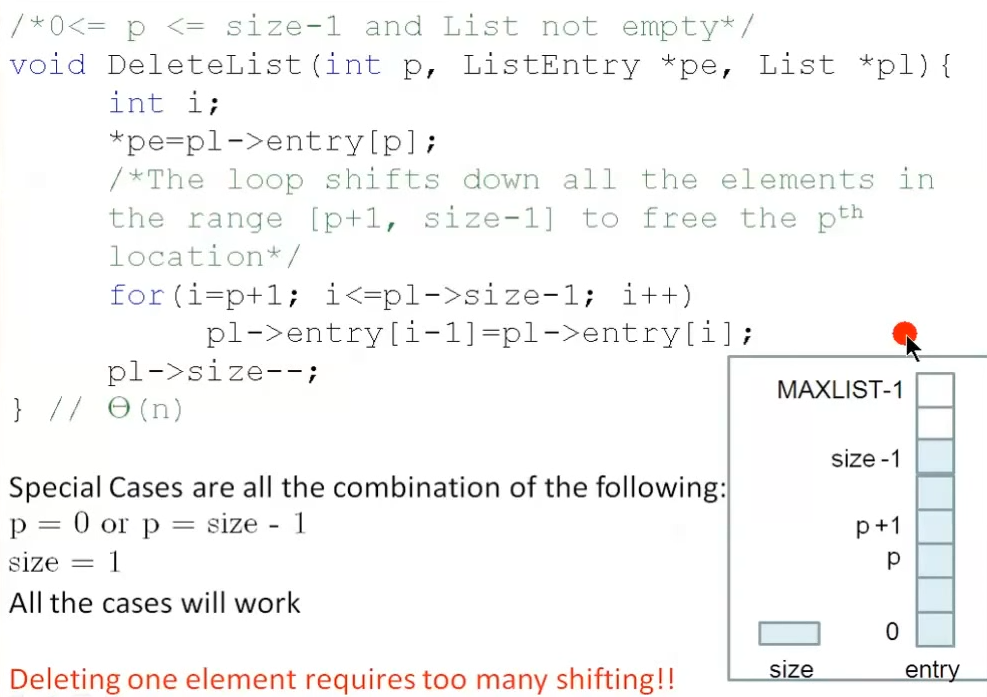 /*0<= p <= size-1 and List not empty*/
void DeleteList(int p, ListEntry *pe, List *pl){
int i;
*pe=pl->entry[p];
/*The loop shifts down all the elements in
the range [p+1, size-1] to free the pth
location*/
for(i=p+1; i<=pl->size-1; i++)
pl->entry[i-1]=pl->entry[i];
pl->size--;
} // Θ(n)
MAXLIST-1
size -1
p +1
p
0
size
entry
Special Cases are all the combination of the following:
p = 0 or p = size - 1
size = 1
All the cases will work
Deleting one element requires too many shifting!!